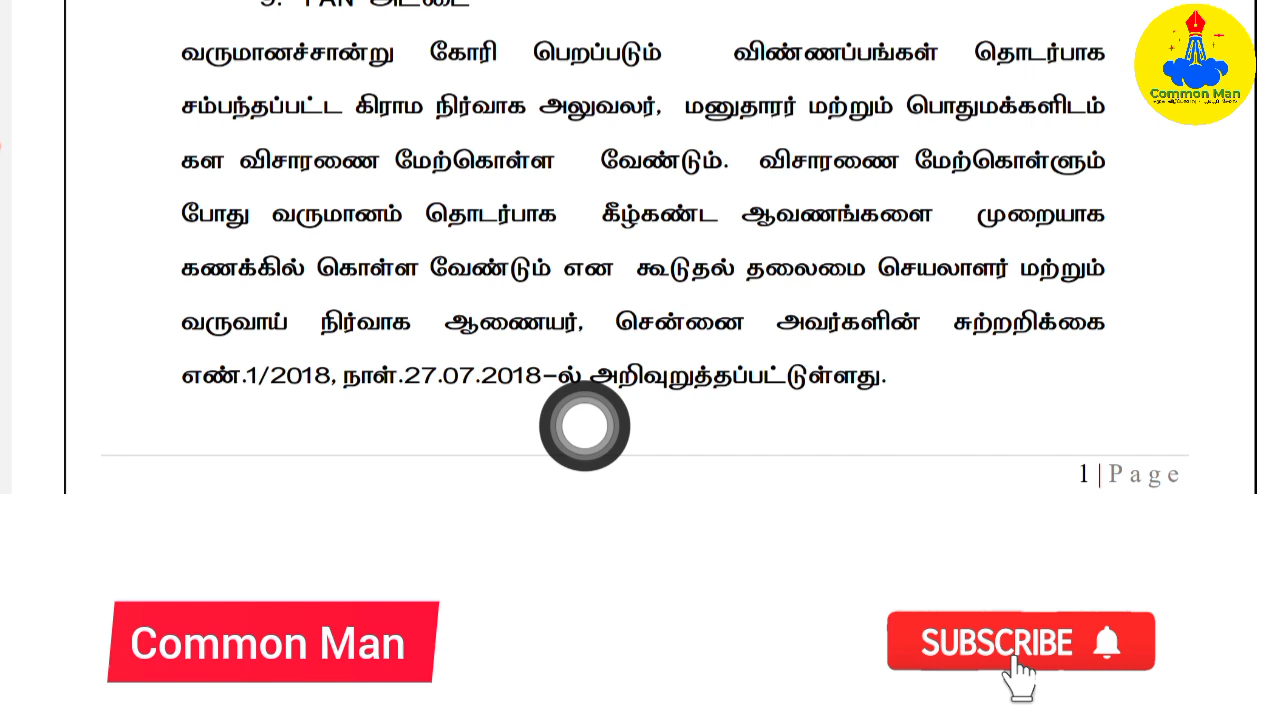 9. PAN அட்டை
வருமானச்சான்று கோரி பெறப்படும் விண்ணப்பங்கள் தொடர்பாக
சம்பந்தப்பட்ட கிராம நிர்வாக அலுவலர், மனுதாரர் மற்றும் பொதுமக்களிடம்
கள விசாரணை மேற்கொள்ள வேண்டும். விசாரணை மேற்கொள்ளும்
போது வருமானம் தொடர்பாக கீழ்கண்ட ஆவணங்களை முறையாக
கணக்கில் கொள்ள வேண்டும் என கூடுதல் தலைமை செயலாளர் மற்றும்
வருவாய் நிர்வாக ஆணையர், சென்னை அவர்களின் சுற்றறிக்கை
எண்.1/2018, நாள்.27.07.2018-ல் அறிவுறுத்தப்பட்டுள்ளது.
1 | Page
Common Man
Common Man
SUBSCRIBE